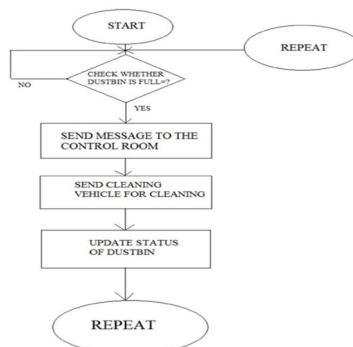 START
REPEAT
CHECK WHETHER
DUSTBIN IS FULL=?
NO
YES
SEND MESSAGE TO THE
CONTROL ROOM
SEND CLEANING
VEHICLE FOR CLEANING
UPDATE STATUS
OF DUSTBIN
REPEAT